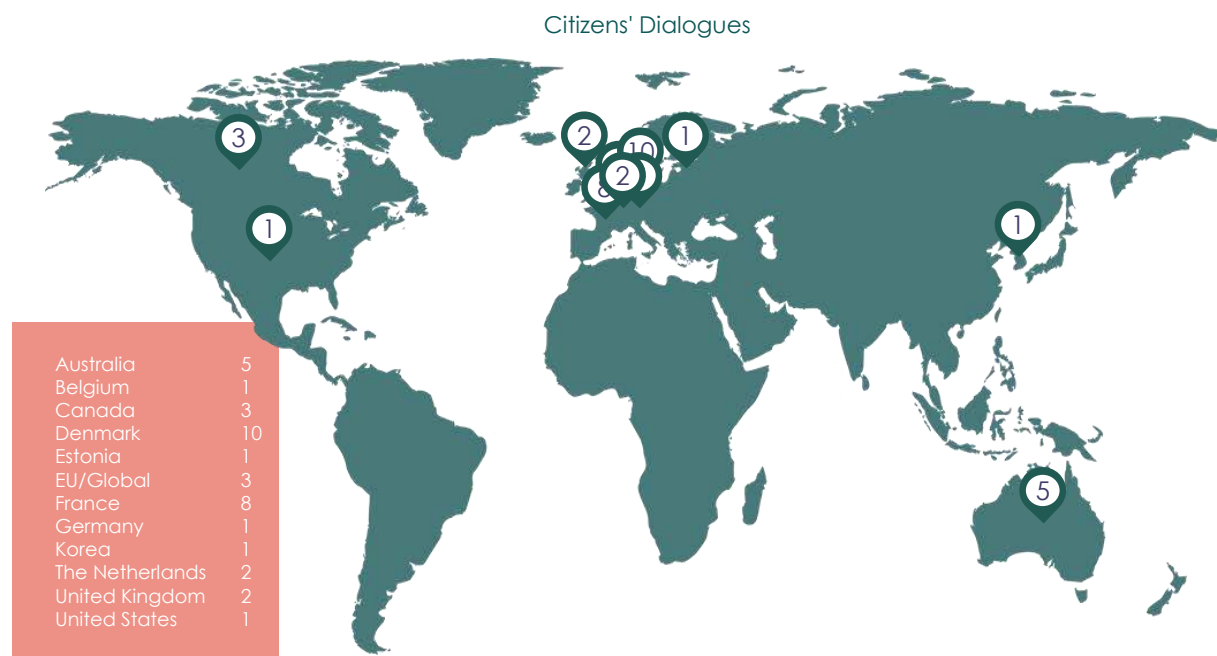 Citizens' Dialogues
3
2
10
1
2
8
1
1
5
Australia 5
Belgium 1
Canada 3
Denmark 10
Estonia 1
EU/Global 3
France 8
Germany 1
Korea 1
The Netherlands 2
United Kingdom 2
United States 1